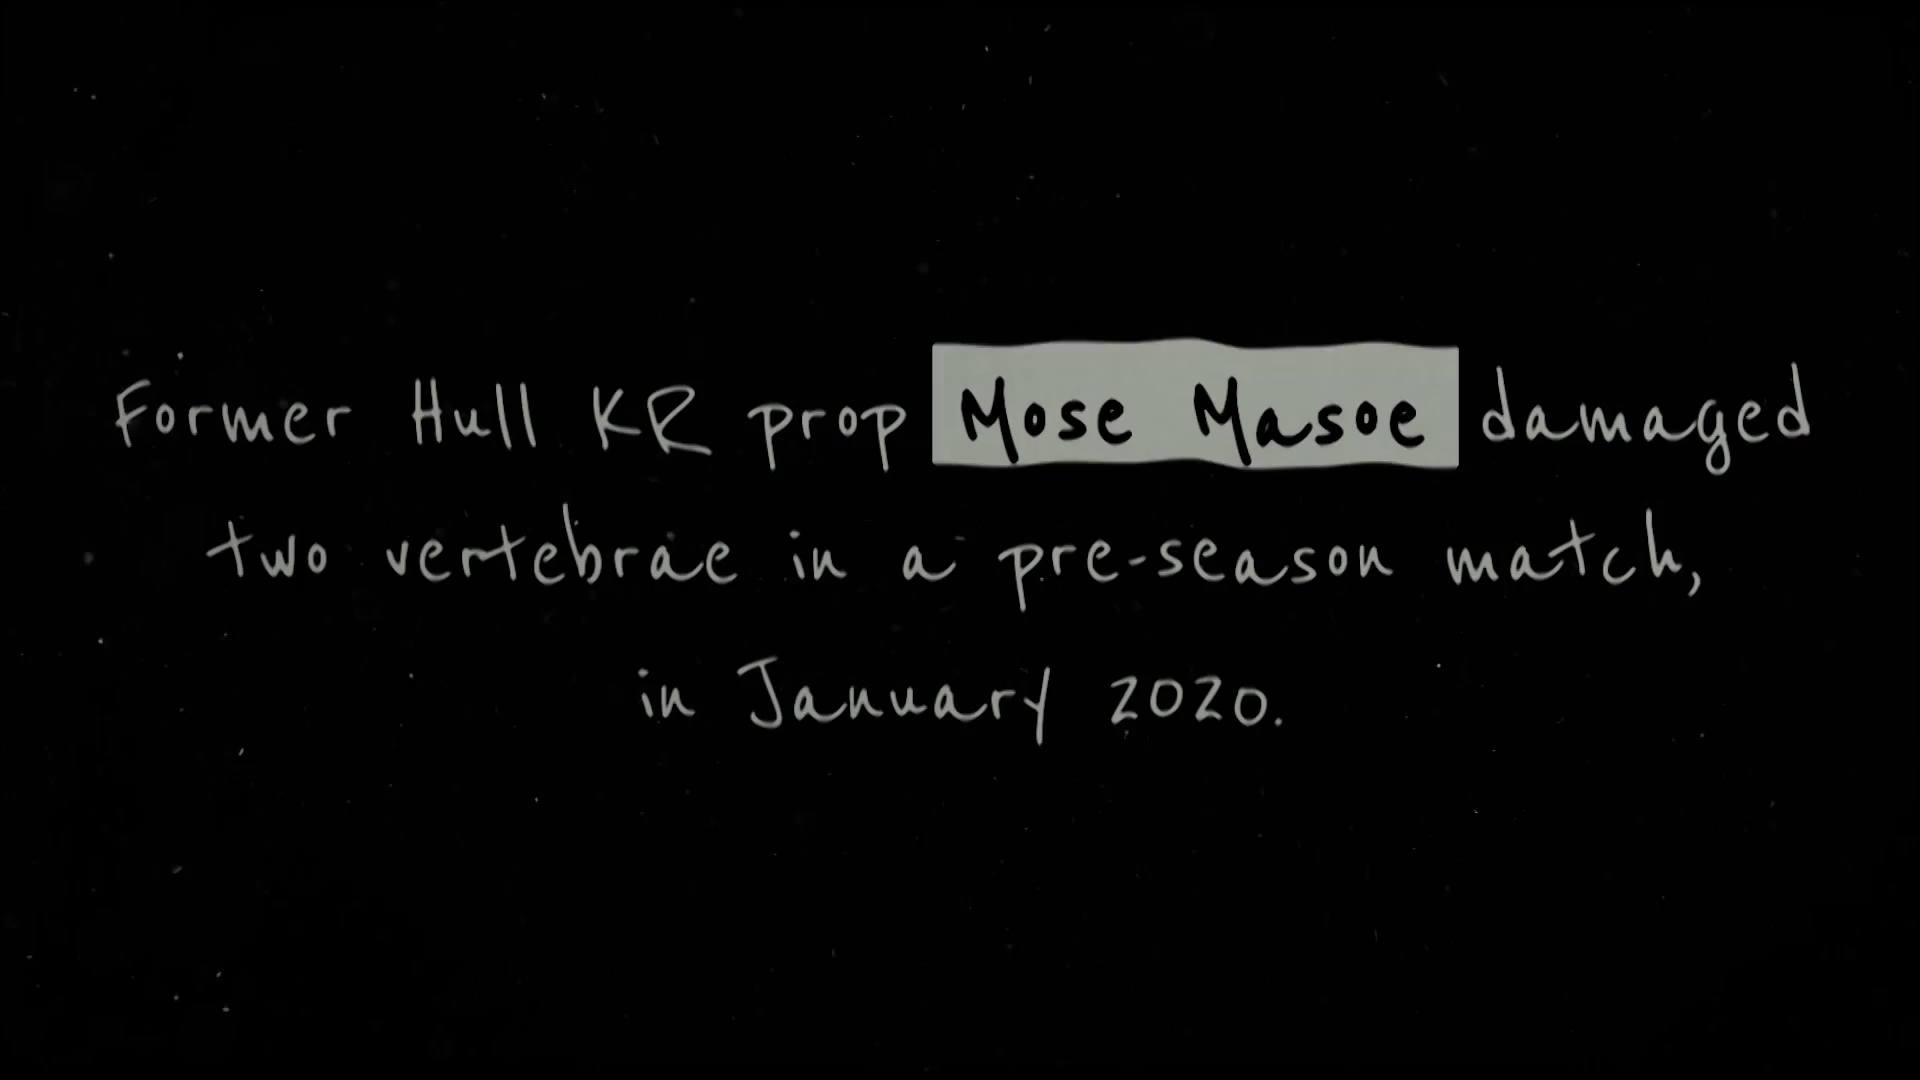 Former Hull KR prop Mose Masoe damaged
two vertebrae in a pre-season match,
in January 2020.